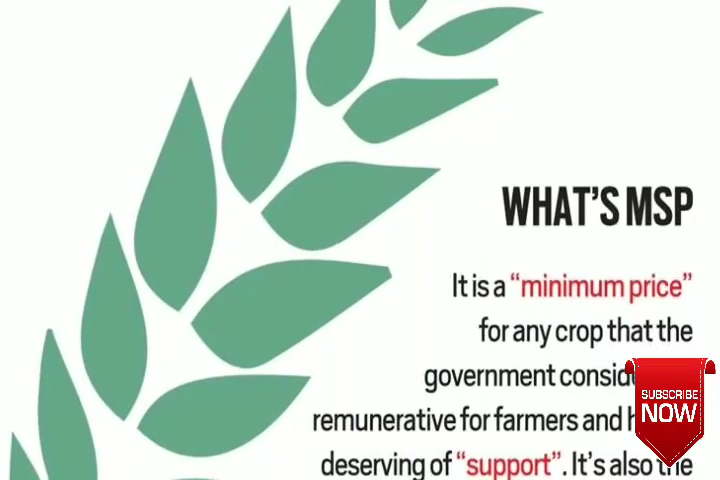 WHAT'S MSP
It is a “minimum price”
for any crop that the
government
remunerative for farmers and
deserving of “support”. It's also the
SUBSCRIBE
NOW